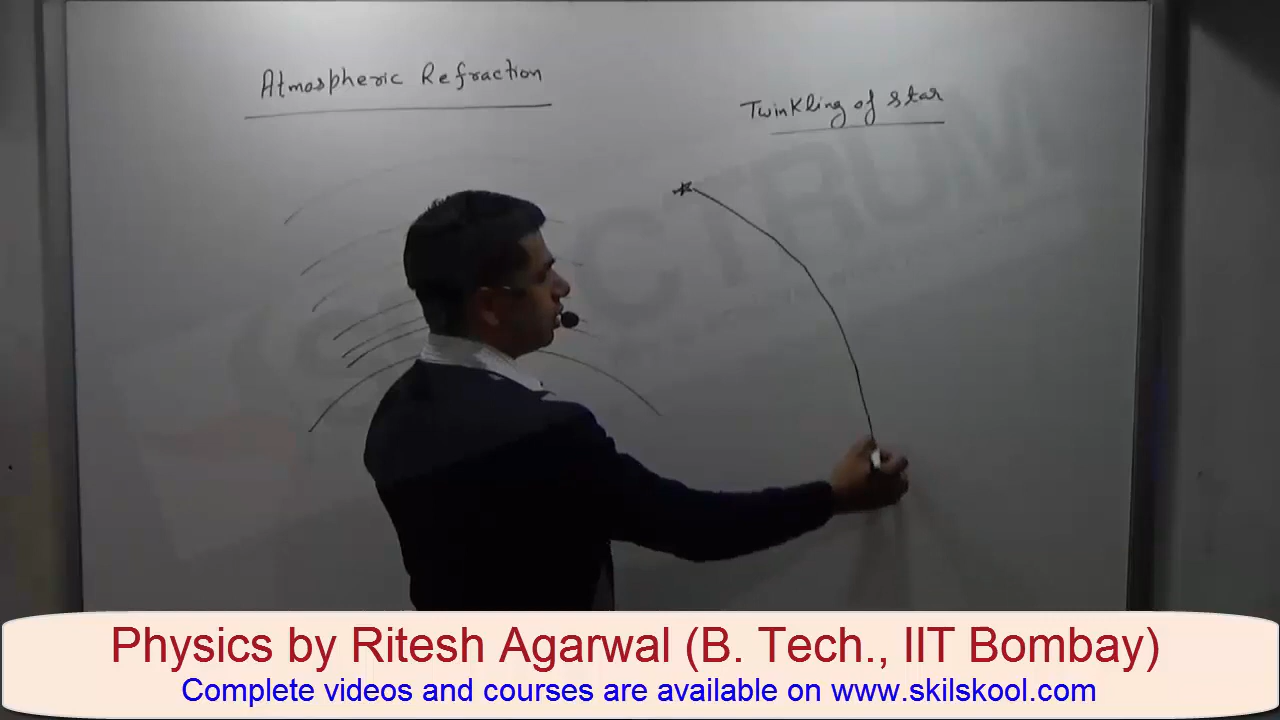 Atmospheric Refraction
Twinkling of star
CTRUM
Physics by Ritesh Agarwal (B. Tech., IIT Bombay)
Complete videos and courses are available on www.skilskool.com